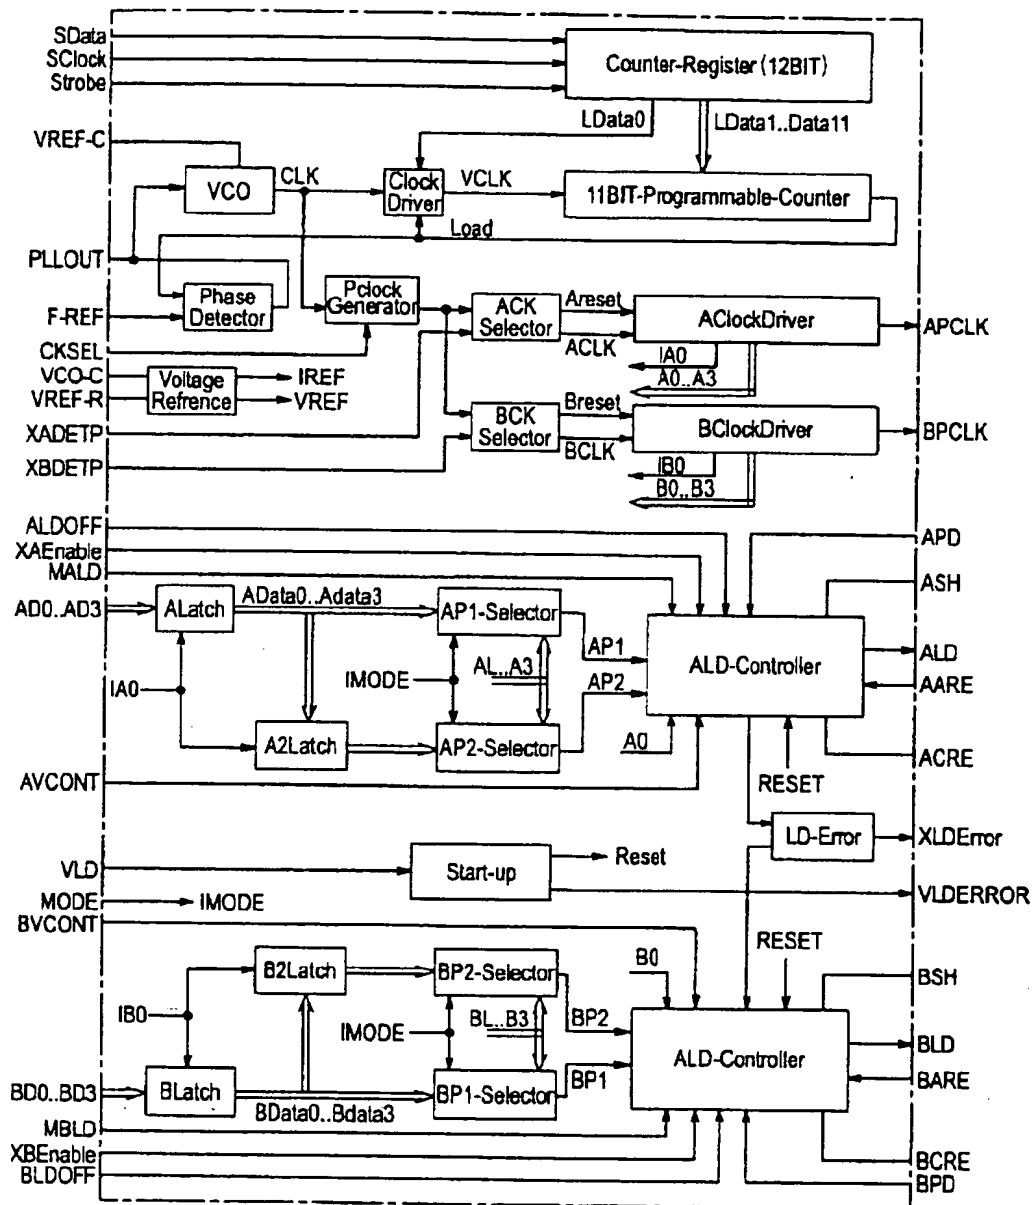 SData
SClock
Strobe
Counter-Register (12BIT)
LData0
LData1..Data11
VREF-C
VCO
CLK
Clock
Driver
VCLK
11BIT-Programmable-Counter
Load
PLLOUT
Phase
Detector
F-REF
Pclock
Generator
ACK
Selector
Areset
ACLK
AClockDriver
APCLK
CKSEL
IA0
A0..A3
VCO-C
VREF-R
Voltage
Refrence
IREF
VREF
XADETP
XBDETP
BCK
Selector
Breset
BCLK
BClockDriver
BPCLK
IB0
B0..B3
ALDOFF
XAEnable
MALD
APD
ASH
AD0..AD3
ALatch
AData0..Adata3
AP1-Selector
AP1
ALD-Controller
ALD
AARE
IA0
IMODE
AL...A3
AP2
A2Latch
AP2-Selector
A0
RESET
ACRE
AVCONT
LD-Error
XLDError
VLD
Start-up
Reset
VLDERROR
MODE
IMODE
BVCONT
RESET
B0
B2Latch
BP2-Selector
BSH
IB0
IMODE
BL...B3
BP2
ALD-Controller
BLD
BARE
BD0..BD3
BLatch
BData0..Bdata3
BP1-Selector
BP1
MBLD
XBEnable
BLDOFF
BCRE
BPD